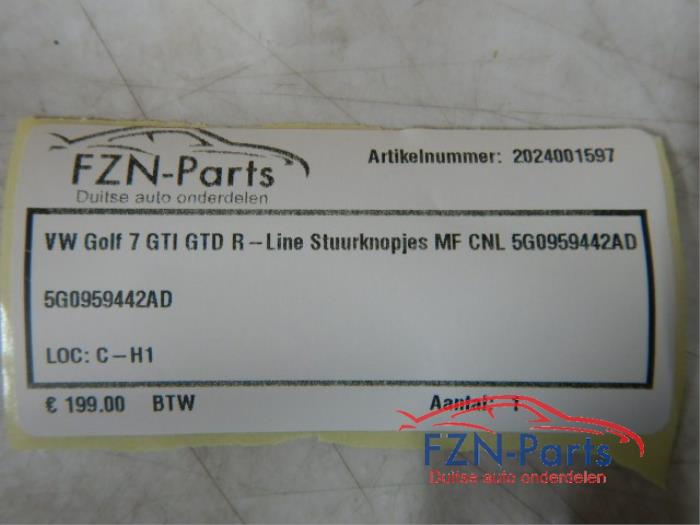 FZN-Parts
Duitse auto onderdelen
Artikelnummer: 2024001597
VW Golf 7 GTI GTD R-Line Stuurknopjes MF CNL 5G0959442AD
5G0959442AD
LOC: C-H1
€ 199.00 BTW Aantal: 1
FZN-Parts
Duitse auto onderdelen